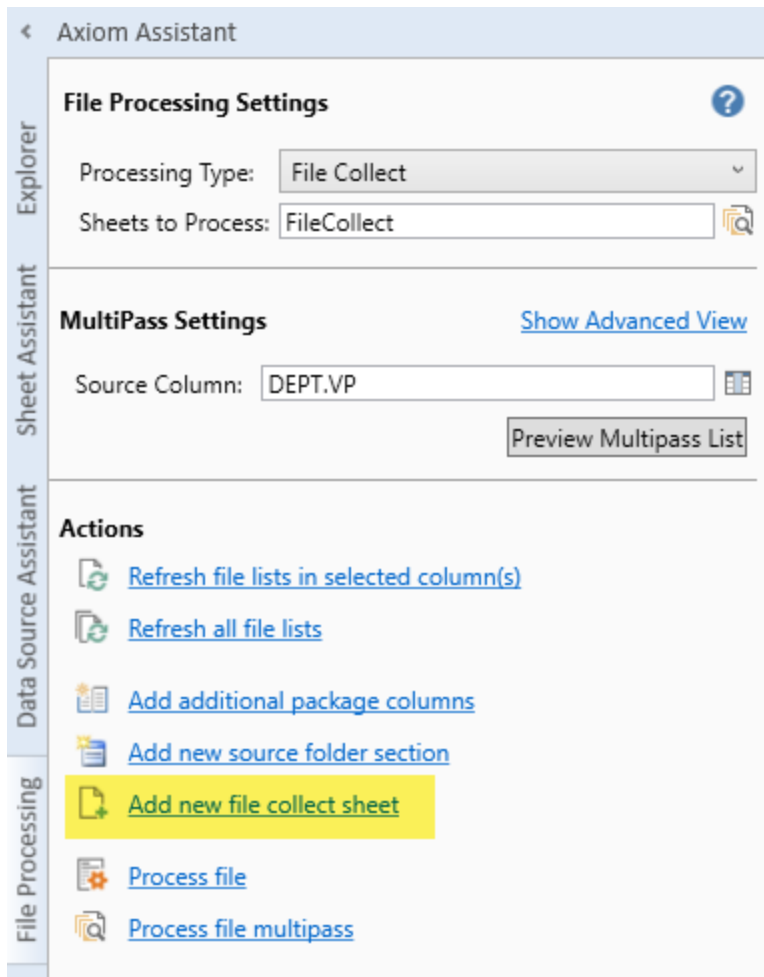 Axiom Assistant
File Processing Settings
?
Processing Type: File Collect
Sheets to Process: FileCollect
MultiPass Settings Show Advanced View
Source Column: DEPT.VP
Preview Multipass List
Actions
Refresh file lists in selected column(s)
Refresh all file lists
Add additional package columns
Add new source folder section
Add new file collect sheet
Process file
Process file multipass
Explorer
Sheet Assistant
Data Source Assistant
File Processing